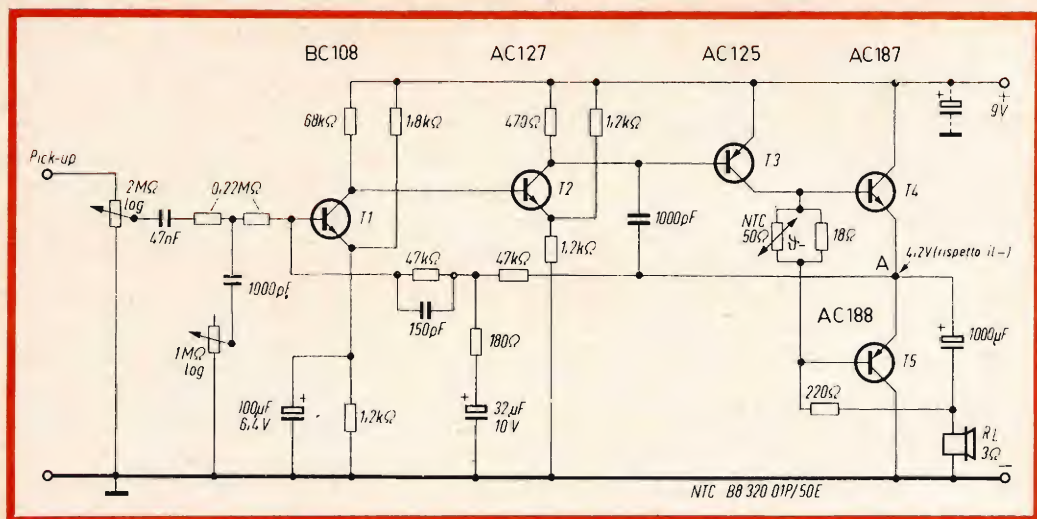 BC108
AC127
AC125
AC187
68kΩ
1,8kΩ
470Ω
1,2kΩ
+
9V
Pick-up
2MΩ
log
0,22MΩ
47nF
T1
T2
T3
T4
1000pF
1,2kΩ
NTC
50Ω
18Ω
1000pF
47kΩ
47kΩ
A
4,2V (rispetto il -)
150pF
AC188
1MΩ
log
180Ω
1000µF
T5
100µF
6,4V
1,2kΩ
32µF
10V
220Ω
RL
3Ω
NTC B8 320 01P/50E